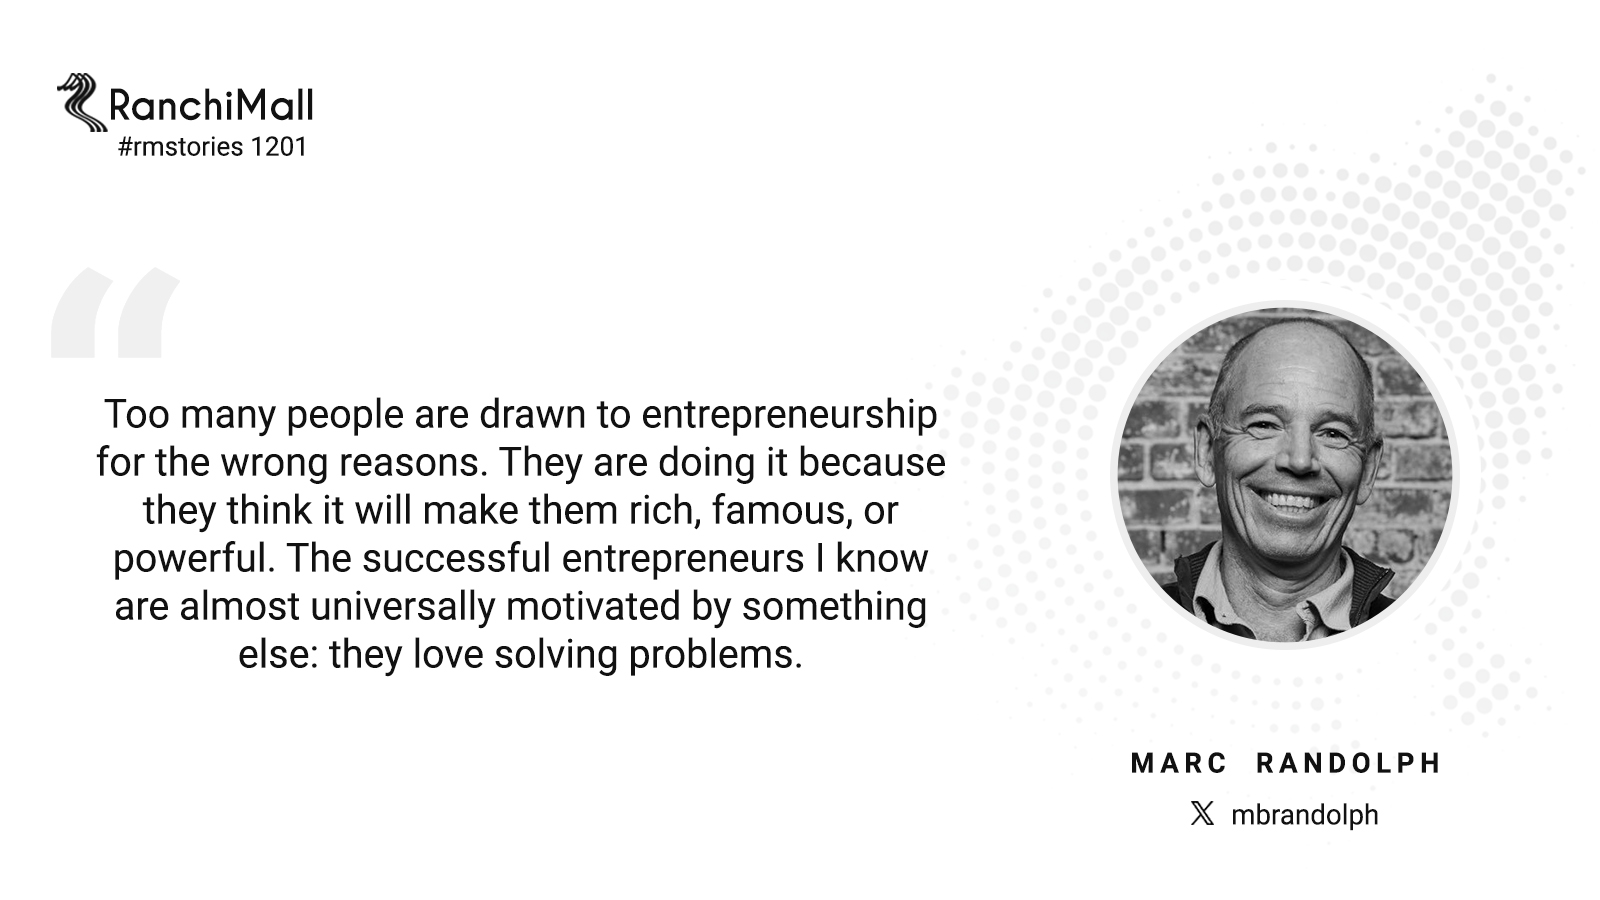 RanchiMall
#rmstories 1201
“
Too many people are drawn to entrepreneurship
for the wrong reasons. They are doing it because
they think it will make them rich, famous, or
powerful. The successful entrepreneurs I know
are almost universally motivated by something
else: they love solving problems.
MARC RANDOLPH
𝕏 mbrandolph